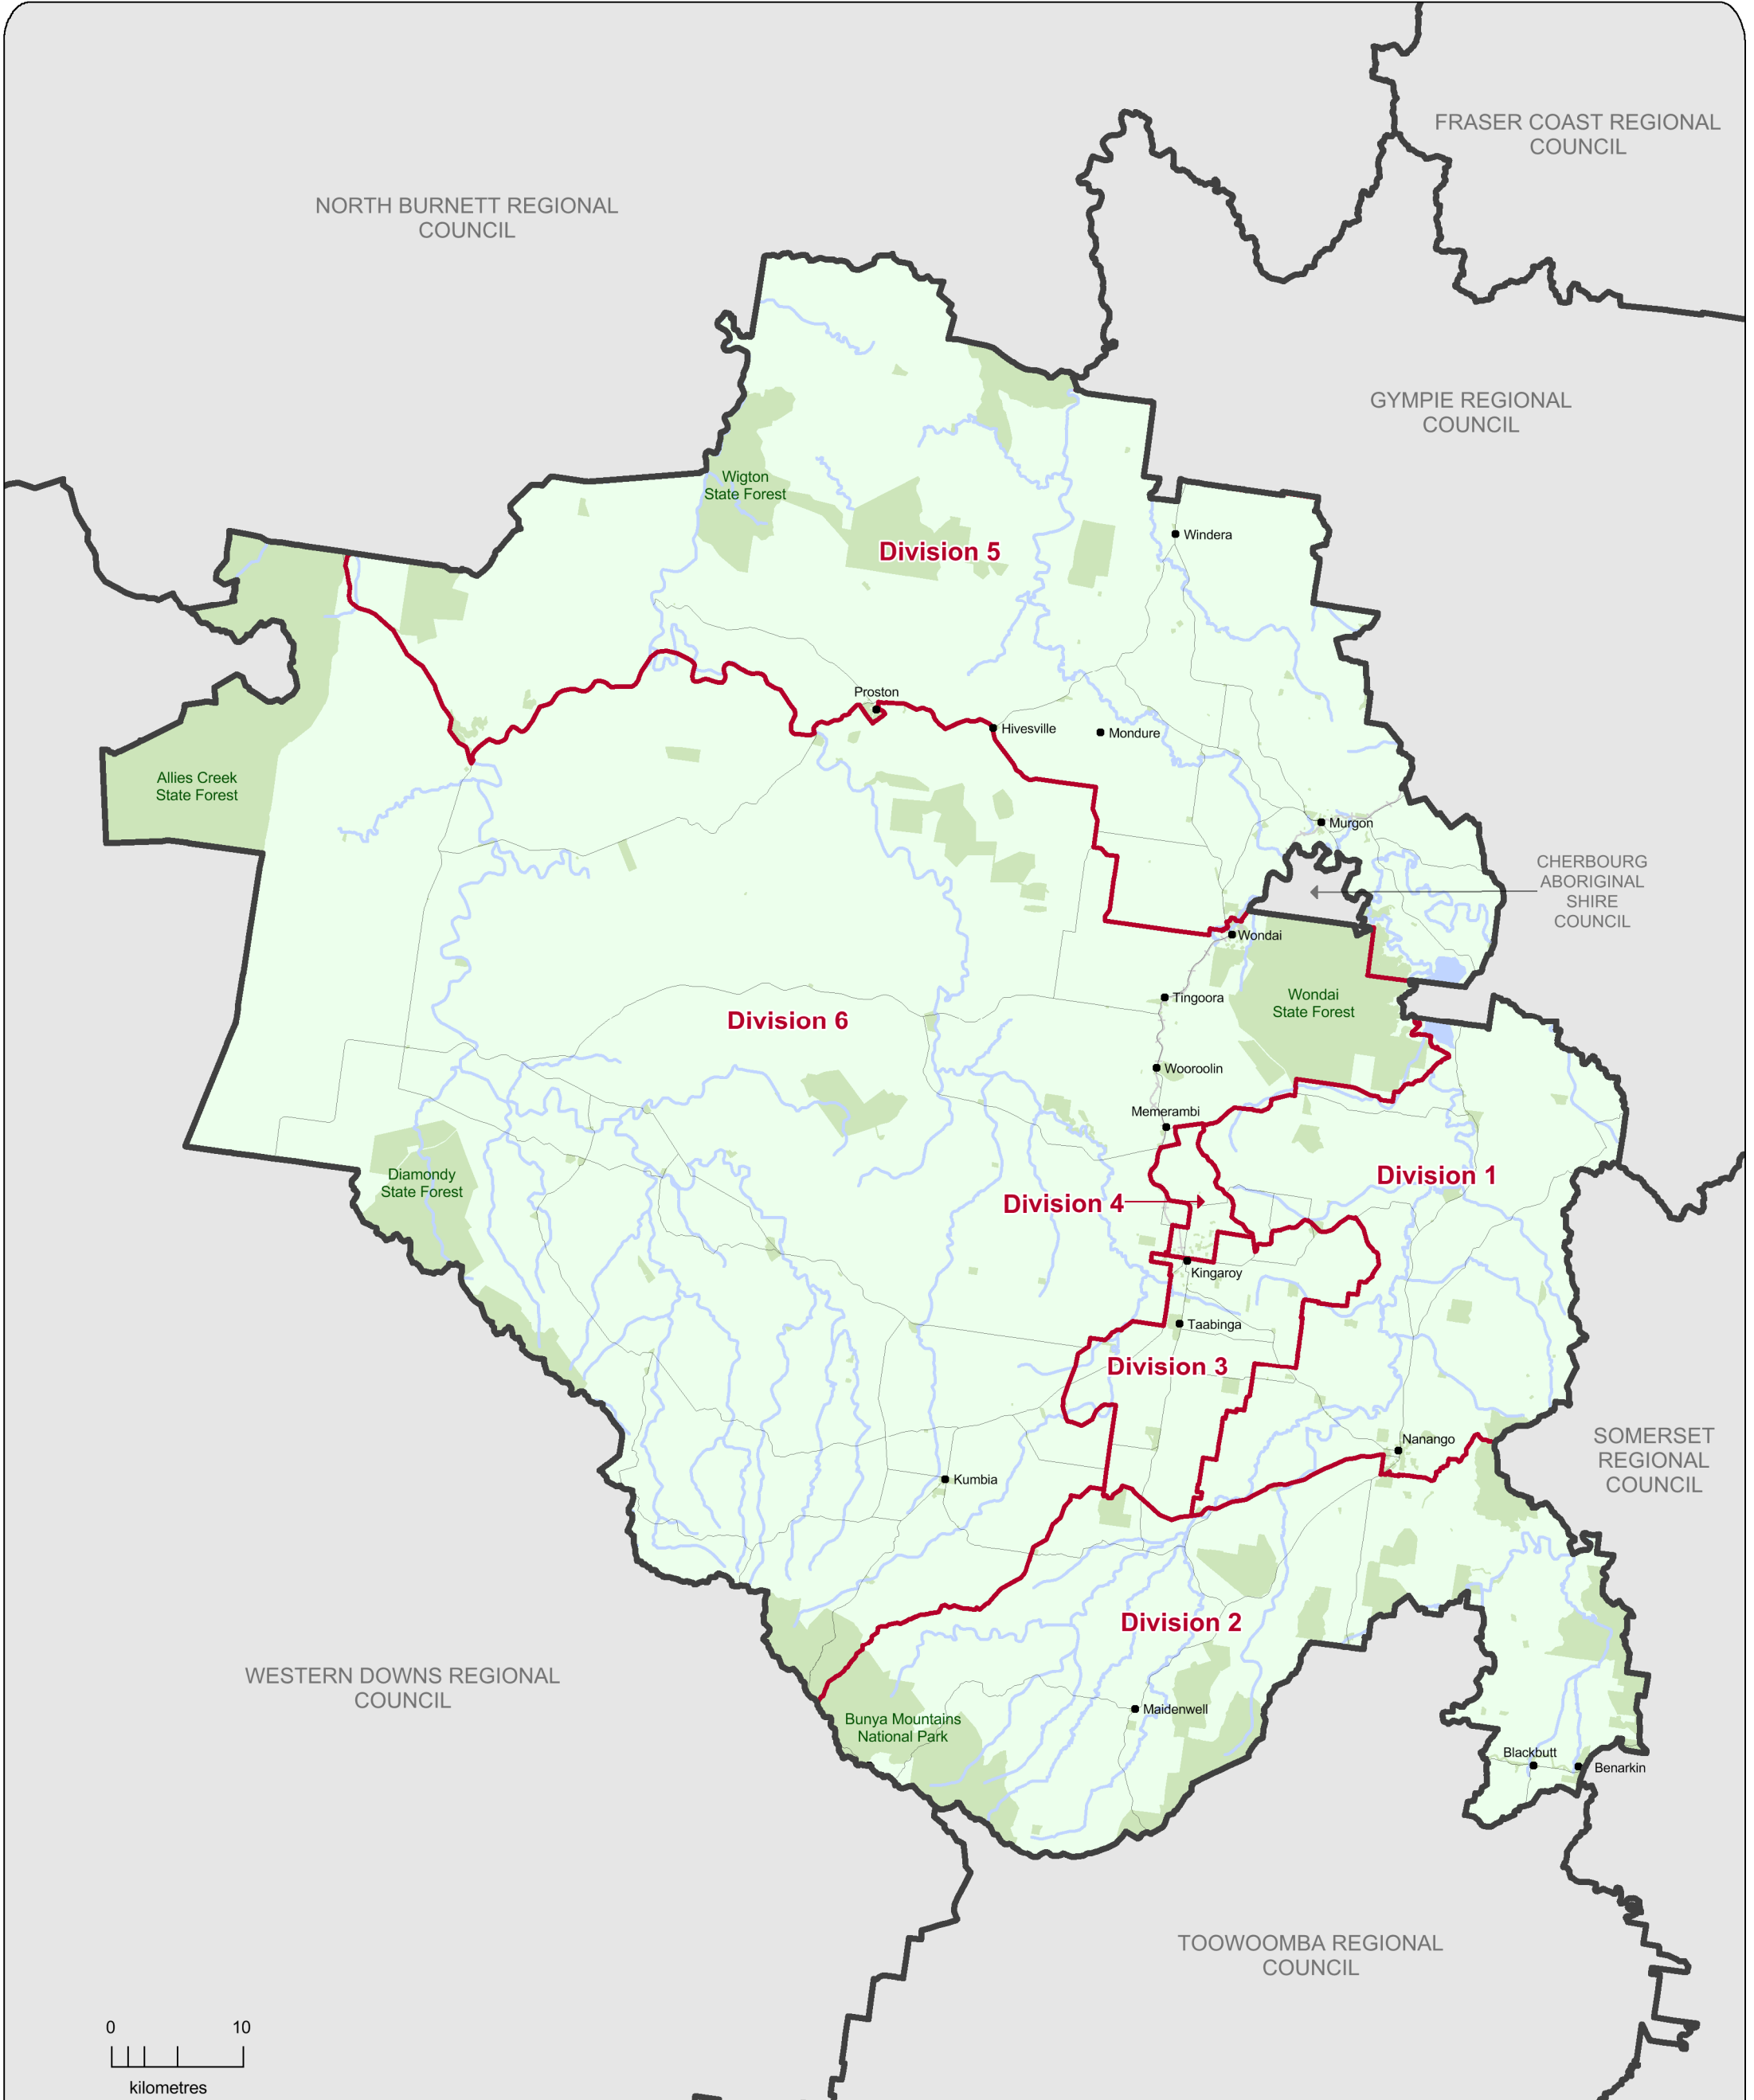 FRASER COAST REGIONAL
COUNCIL
NORTH BURNETT REGIONAL
COUNCIL
GYMPIE REGIONAL
COUNCIL
Wigton
State Forest
Division 5
Windera
Proston
Hivesville
Mondure
Allies Creek
State Forest
Murgon
CHERBOURG
ABORIGINAL
SHIRE
COUNCIL
Wondai
Tingoora
Wondai
State Forest
Division 6
Wooroolin
Memerambi
Diamondy
State Forest
Division 1
Division 4
Kingaroy
Taabinga
Division 3
Nanango
SOMERSET
REGIONAL
COUNCIL
Kumbia
Division 2
WESTERN DOWNS REGIONAL
COUNCIL
Maidenwell
Bunya Mountains
National Park
Blackbutt
Benarkin
TOOWOOMBA REGIONAL
COUNCIL
0 10
kilometres